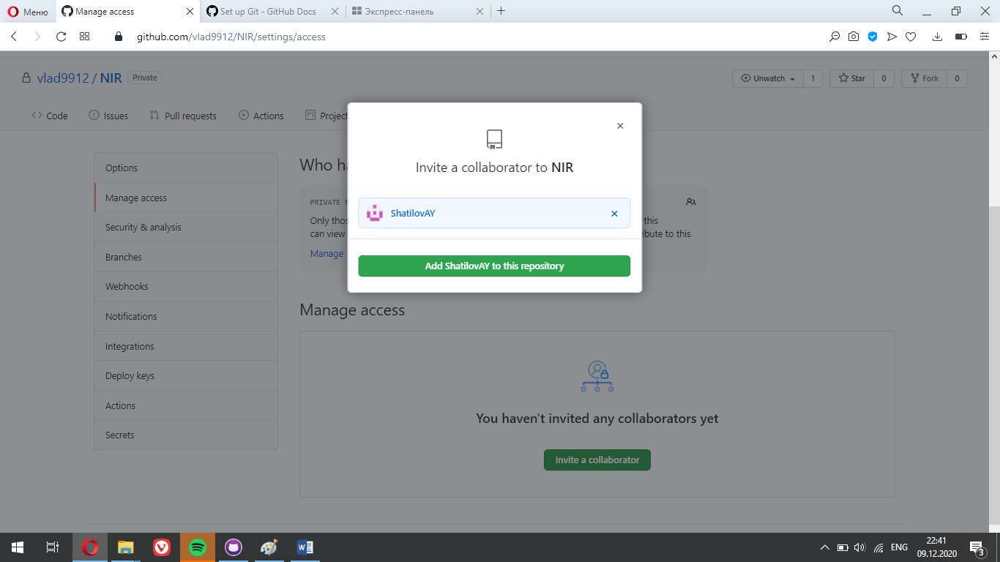 Меню
Manage access
Set up Git - GitHub Docs
Экспресс-панель
github.com/vlad9912/NIR/settings/access
vlad9912 / NIR Private
Unwatch 1
Star 0
Fork 0
Code
Issues
Pull requests
Actions
Project
Options
Manage access
Security & analysis
Branches
Webhooks
Notifications
Integrations
Deploy keys
Actions
Secrets
Who ha
PRIVATE
Only thos
this
can view
ibute to this
Manage
Invite a collaborator to NIR
ShatilovAY
Add ShatilovAY to this repository
Manage access
You haven't invited any collaborators yet
Invite a collaborator
ENG
22:41
09.12.2020
3